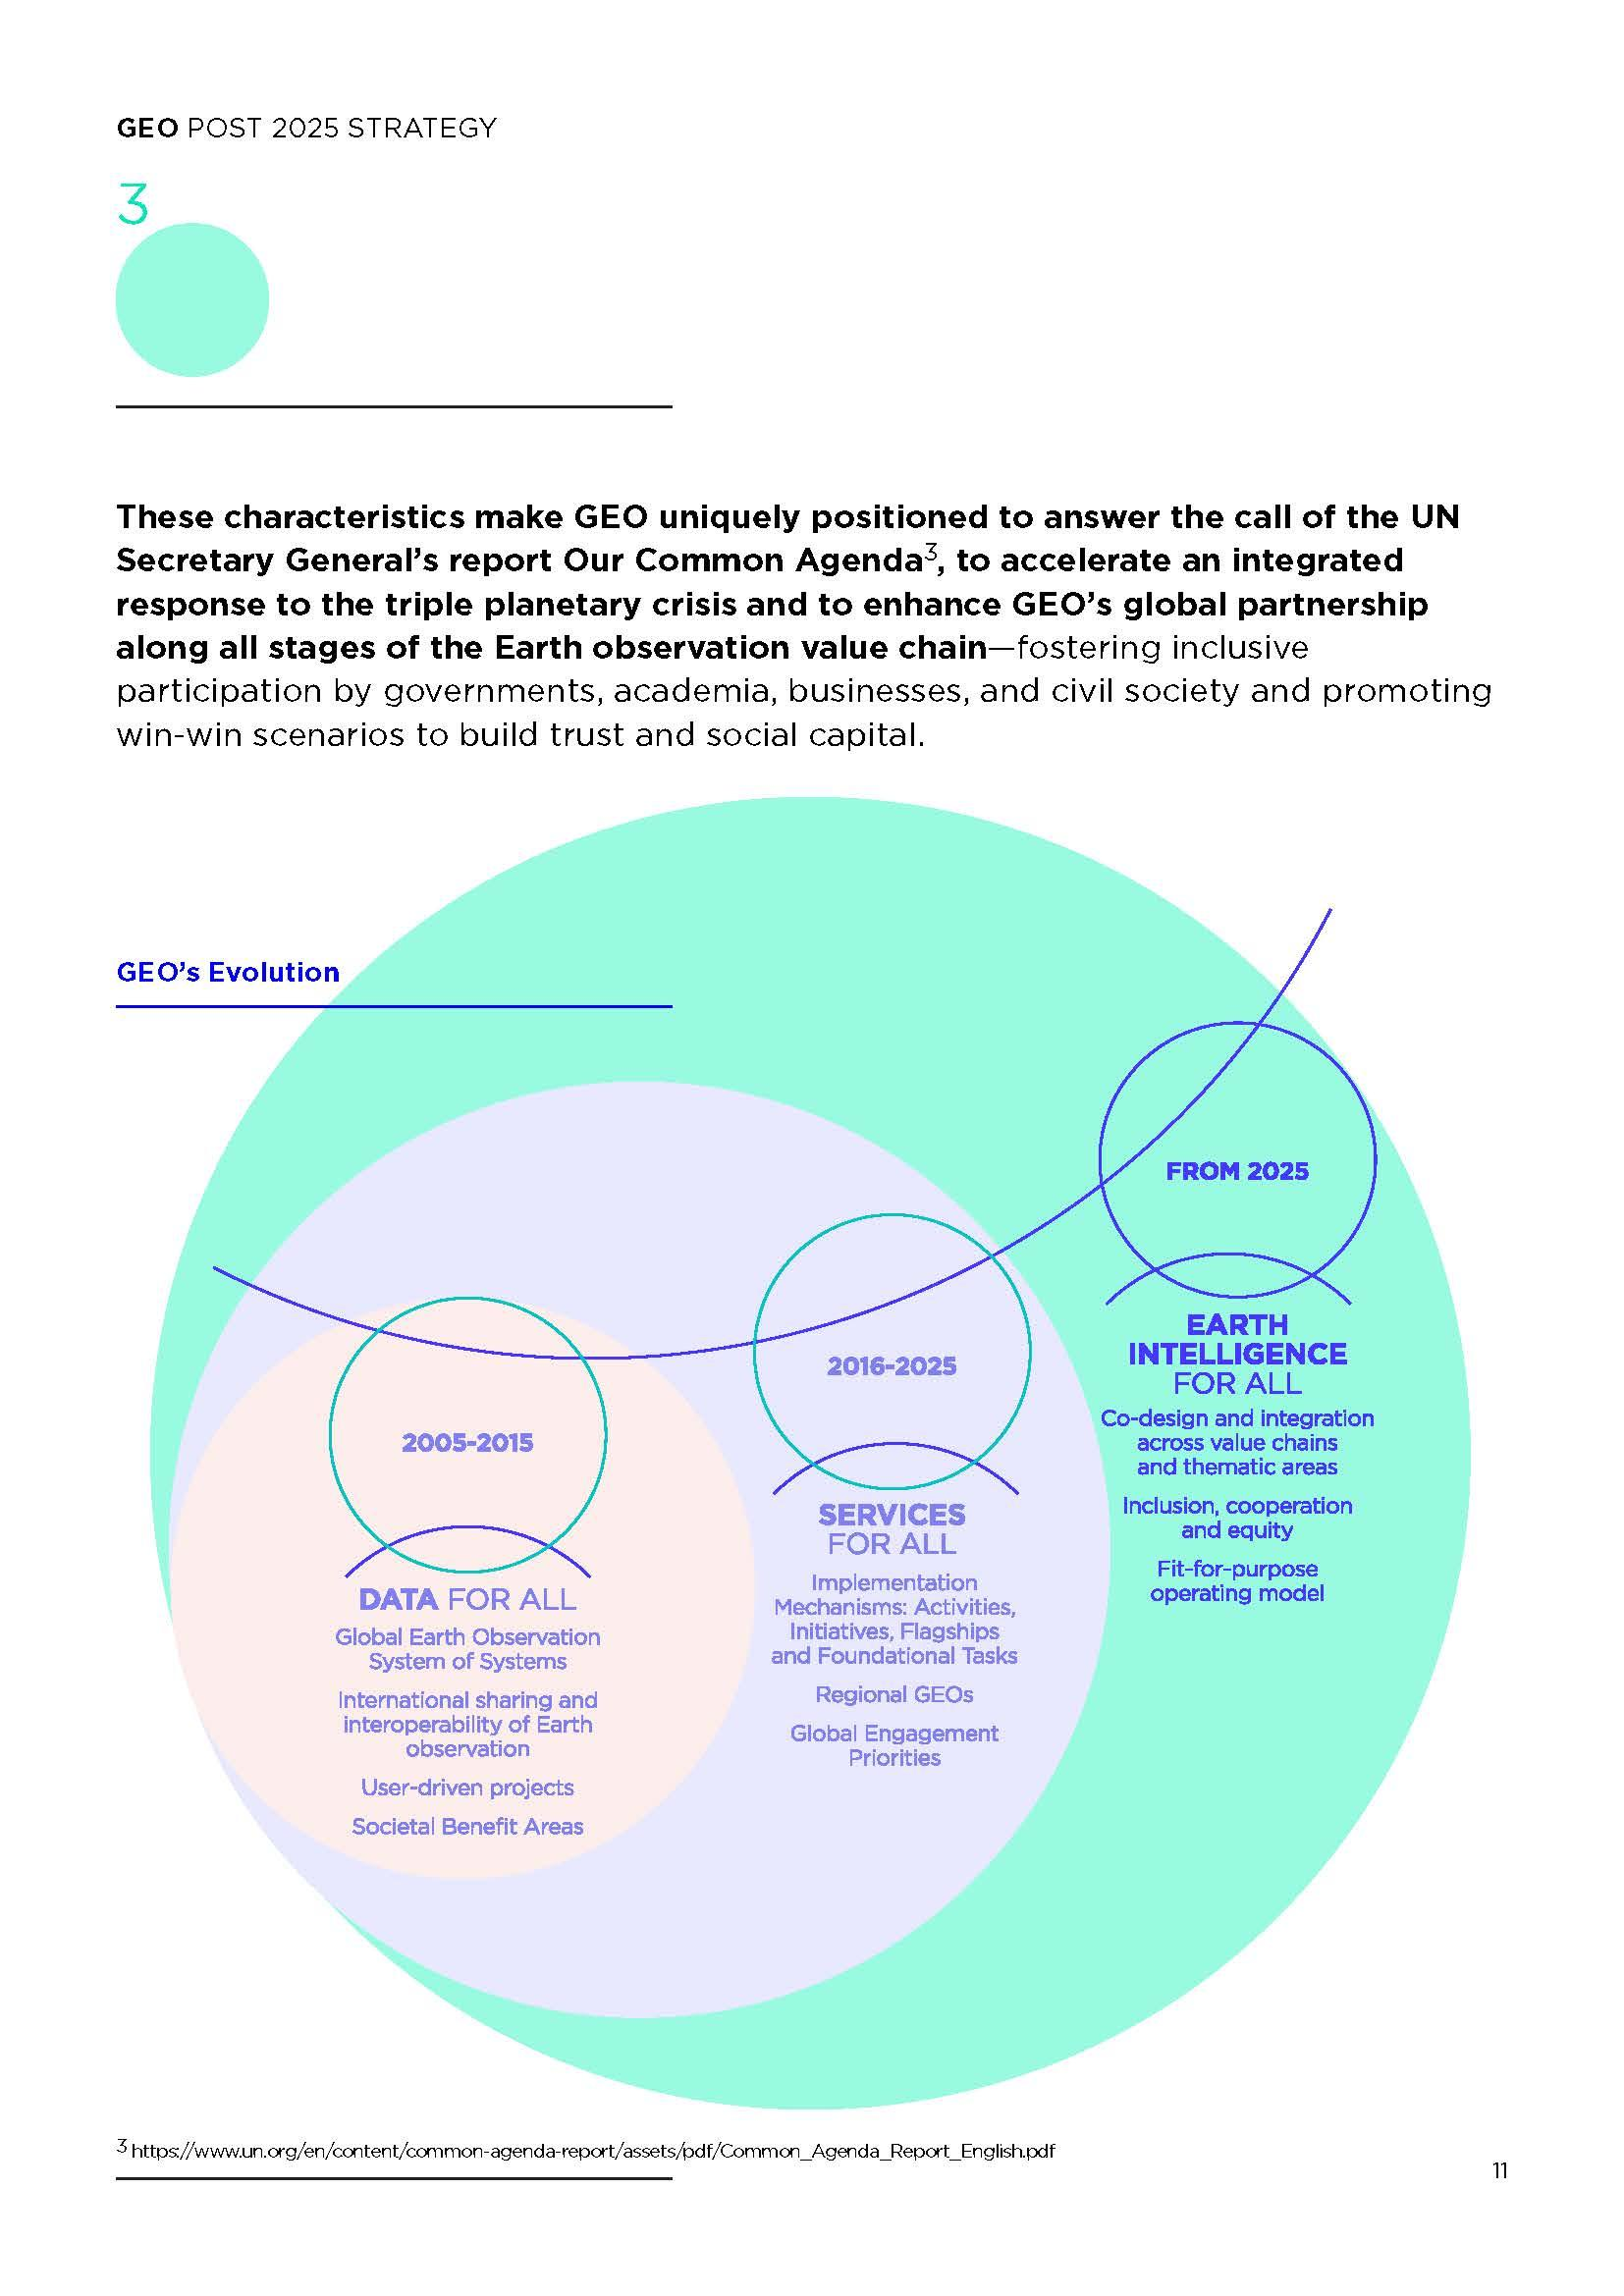 GEO POST 2025 STRATEGY
3
These characteristics make GEO uniquely positioned to answer the call of the UN
Secretary General’s report Our Common Agenda3, to accelerate an integrated
response to the triple planetary crisis and to enhance GEO’s global partnership
along all stages of the Earth observation value chain—fostering inclusive
participation by governments, academia, businesses, and civil society and promoting
win-win scenarios to build trust and social capital.
GEO’s Evolution
2005-2015
DATA FOR ALL
Global Earth Observation
System of Systems
International sharing and
interoperability of Earth
observation
User-driven projects
Societal Benefit Areas
2016-2025
SERVICES
FOR ALL
Implementation
Mechanisms: Activities,
Initiatives, Flagships
and Foundational Tasks
Regional GEOs
Global Engagement
Priorities
FROM 2025
EARTH
INTELLIGENCE
FOR ALL
Co-design and integration
across value chains
and thematic areas
Inclusion, cooperation
and equity
Fit-for-purpose
operating model
3 https://www.un.org/en/content/common-agenda-report/assets/pdf/Common_Agenda_Report_English.pdf
11